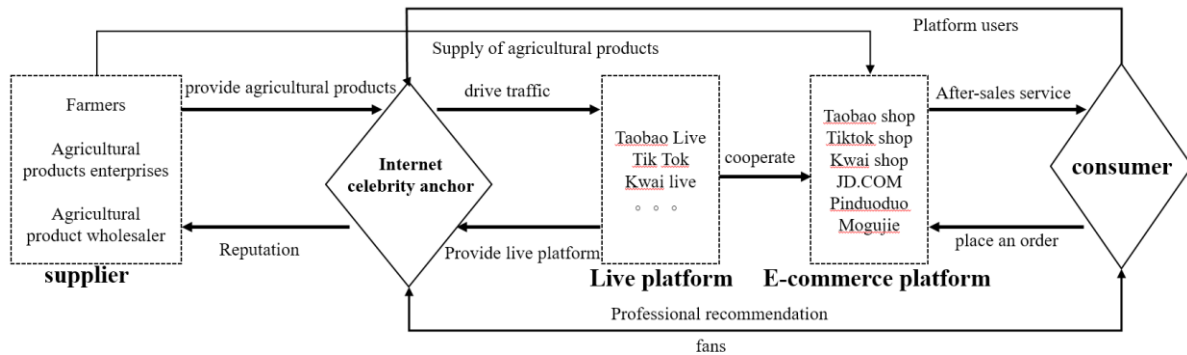 Platform users
Supply of agricultural products
provide agricultural products
drive traffic
After-sales service
Farmers
Agricultural
products enterprises
Agricultural
product wholesaler
supplier
Internet
celebrity anchor
Reputation
Provide live platform
Taobao Live
Tik Tok
Kwai live
。。。
Live platform
cooperate
Taobao shop
Tiktok shop
Kwai shop
JD.COM
Pinduoduo
Mogujie
E-commerce platform
consumer
place an order
Professional recommendation
fans